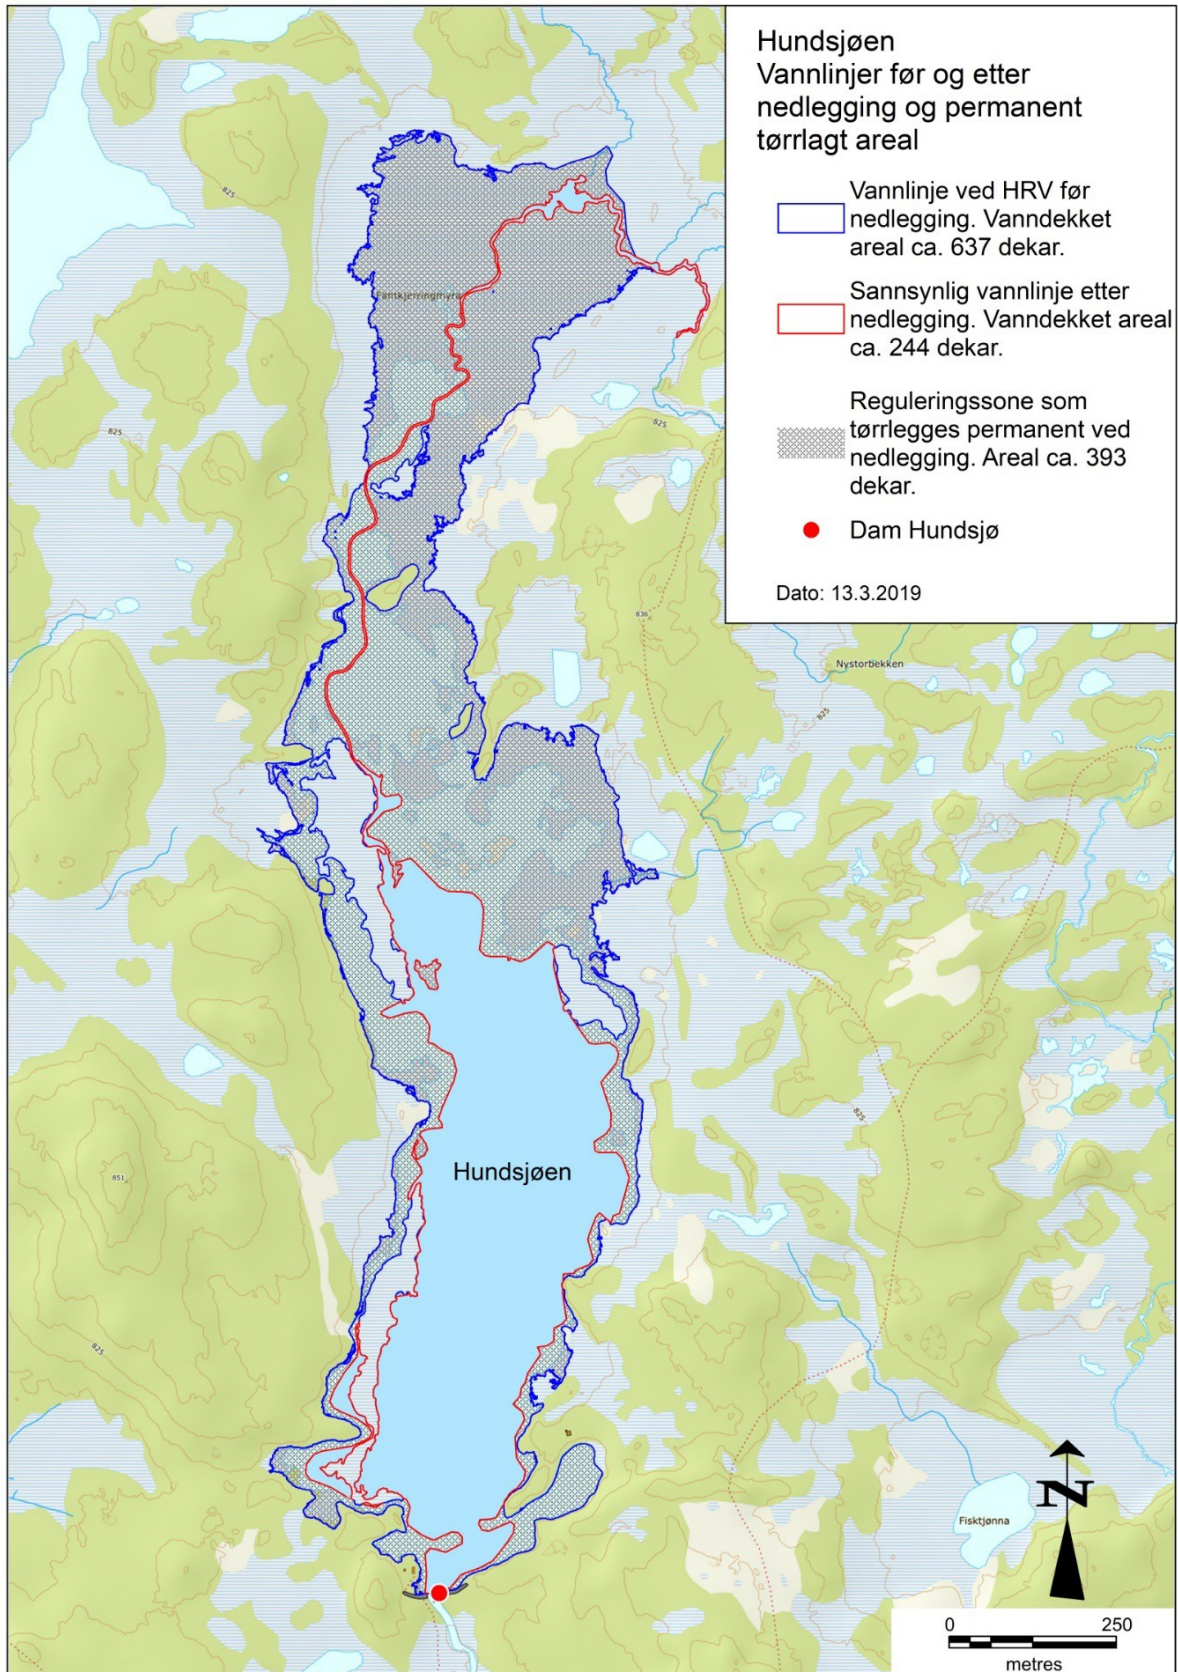 Hundsjøen
Vannlinjer før og etter
nedlegging og permanent
tørrlagt areal
Vannlinje ved HRV før
nedlegging. Vanndekket
areal ca. 637 dekar.
Sannsynlig vannlinje etter
nedlegging. Vanndekket areal
ca. 244 dekar.
Reguleringssone som
tørrlegges permanent ved
nedlegging. Areal ca. 393
dekar.
Dam Hundsjø
Dato: 13.3.2019
825
Fantkjerringmyra
825
825
836
Nystorbekken
825
825
Hundsjøen
851
825
Fisktjønna
N
0 250
metres